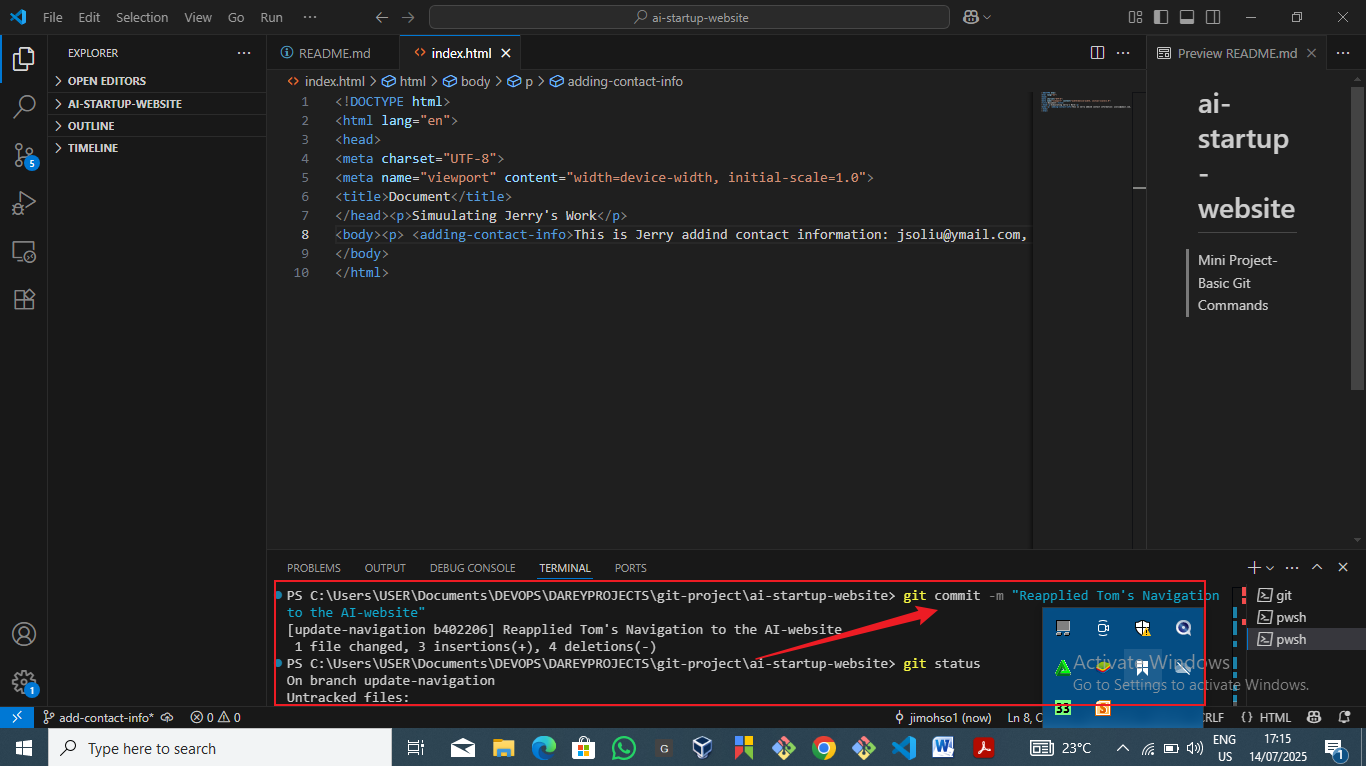 File Edit Selection View Go Run ··· ai-startup-website
EXPLORER
OPEN EDITORS
AI-STARTUP-WEBSITE
OUTLINE
TIMELINE
5
1
README.md
index.html
index.html > html > body > p > adding-contact-info
1 <!DOCTYPE html>
2 <html lang="en">
3 <head>
4 <meta charset="UTF-8">
5 <meta name="viewport" content="width=device-width, initial-scale=1.0">
6 <title>Document</title>
7 </head><p>Simuulating Jerry's Work</p>
8 <body><p> <adding-contact-info>This is Jerry addind contact information: jsoliu@ymail.com,
9 </body>
10 </html>
Preview README.md
ai-
startup
-
website
Mini Project-
Basic Git
Commands
PROBLEMS OUTPUT DEBUG CONSOLE TERMINAL PORTS
PS C:\Users\USER\Documents\DEVOPS\DAREYPROJECTS\git-project\ai-startup-website> git commit -m "Reapplied Tom's Navigation
to the AI-website"
[update-navigation b402206] Reapplied Tom's Navigation to the AI-website
1 file changed, 3 insertions(+), 4 deletions(-)
PS C:\Users\USER\Documents\DEVOPS\DAREYPROJECTS\git-project\ai-startup-website> git status
On branch update-navigation
Untracked files:
git
pwsh
pwsh
Activate Windows
Go to Settings to activate Windows.
33
add-contact-info* 0 0 jimohso1 (now) Ln 8, C CRLF {} HTML
Type here to search
23°C
ENG
US
17:15
14/07/2025
1